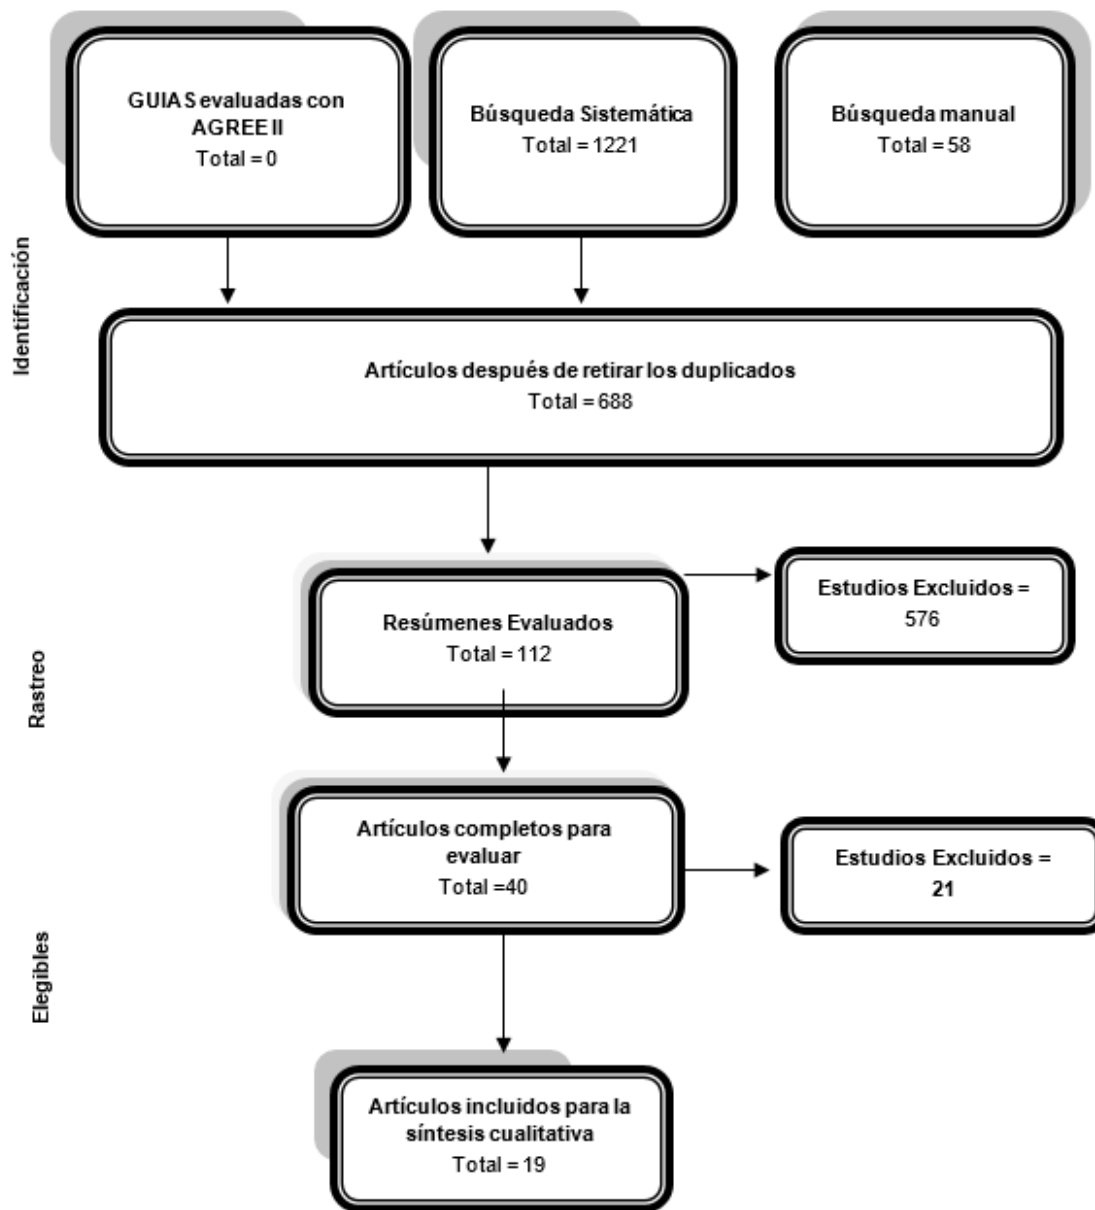 GUIAS evaluadas con
AGREE II
Total = 0
Búsqueda Sistemática
Total = 1221
Búsqueda manual
Total = 58
Identificación
Artículos después de retirar los duplicados
Total = 688
Resúmenes Evaluados
Total = 112
Estudios Excluidos =
576
Rastreo
Artículos completos para
evaluar
Total =40
Estudios Excluidos =
21
Elegibles
Artículos incluidos para la
síntesis cualitativa
Total = 19